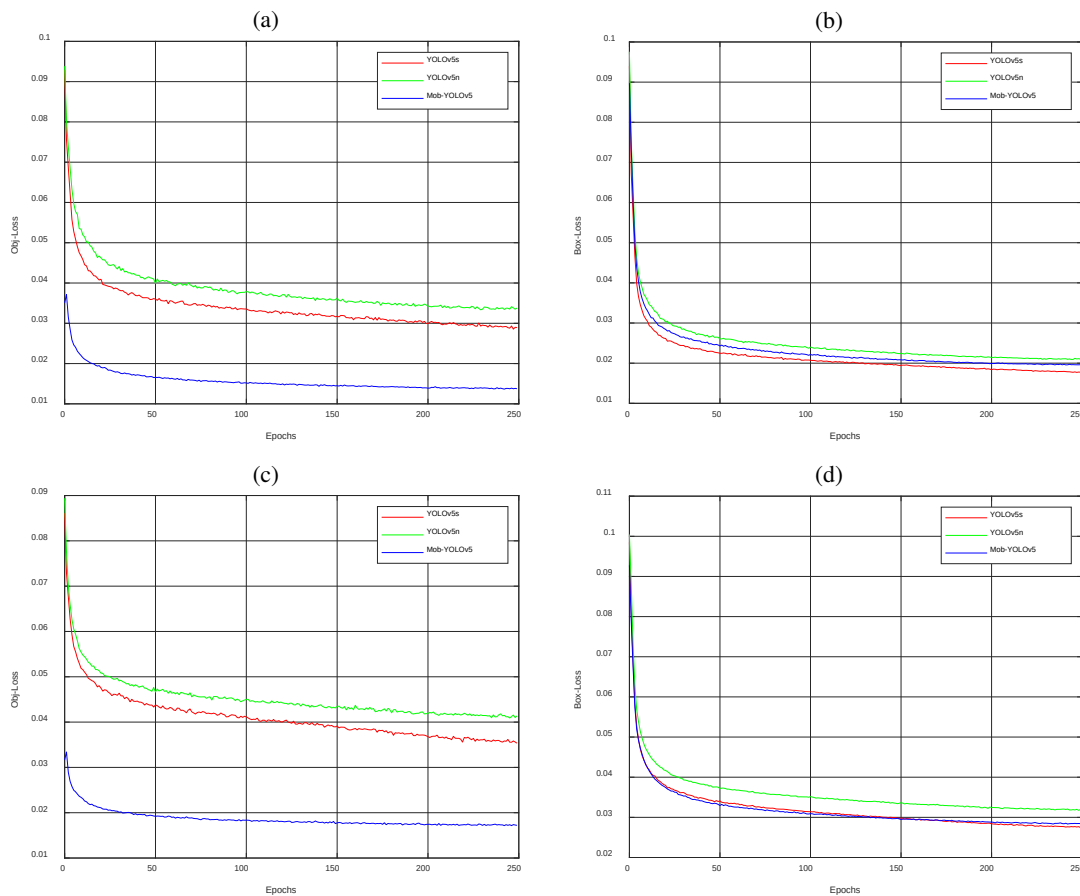 (a)
0.1
0.09
0.08
0.07
0.06
0.05
0.04
0.03
0.02
0.01
Obj-Loss
0
50
100
150
200
250
Epochs
YOLOv5s
YOLOv5n
Mob-YOLOv5
(b)
0.1
0.09
0.08
0.07
0.06
0.05
0.04
0.03
0.02
0.01
Box-Loss
0
50
100
150
200
Epochs
YOLOv5s
YOLOv5n
Mob-YOLOv5
(c)
0.09
0.08
0.07
0.06
0.05
0.04
0.03
0.02
0.01
Obj-Loss
0
50
100
150
200
250
Epochs
YOLOv5s
YOLOv5n
Mob-YOLOv5
(d)
0.11
0.1
0.09
0.08
0.07
0.06
0.05
0.04
0.03
0.02
Box-Loss
0
50
100
150
200
Epochs
YOLOv5s
YOLOv5n
Mob-YOLOv5